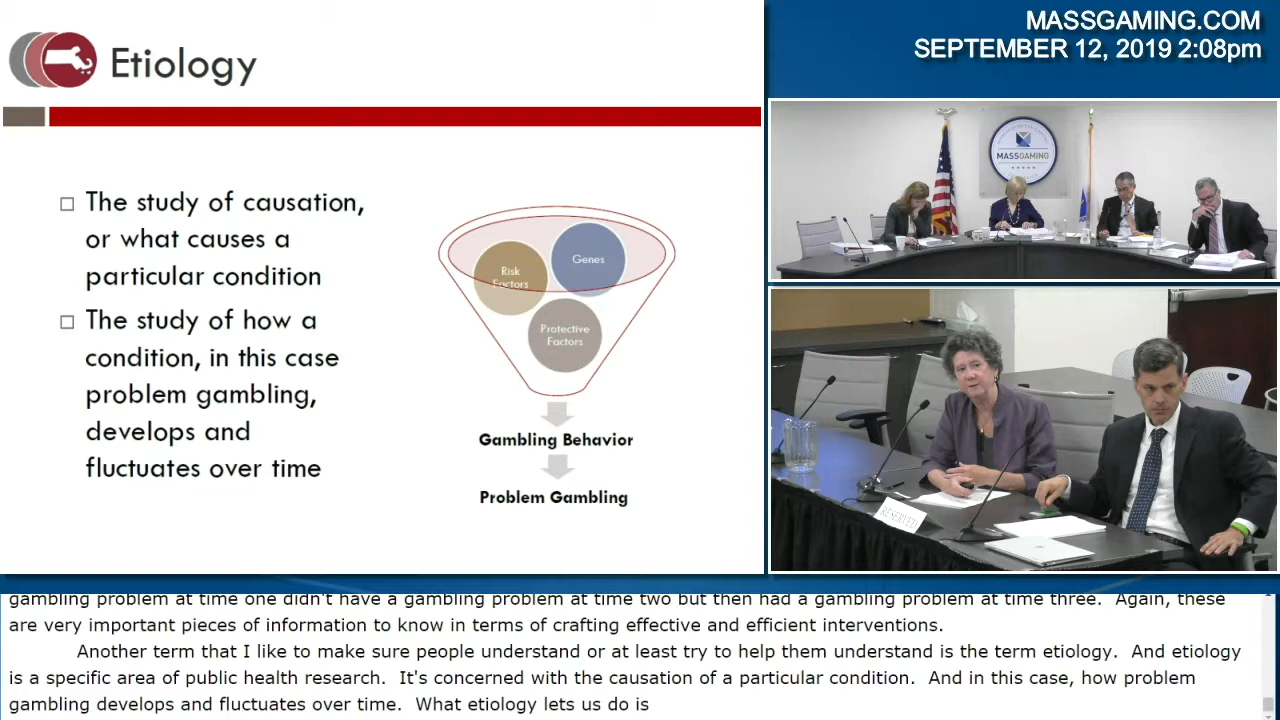 MASSGAMING.COM
SEPTEMBER 12, 2019 2:08pm
Etiology
The study of causation,
or what causes a
particular condition
The study of how a
condition, in this case
problem gambling,
develops and
fluctuates over time
Risk
Factors
Genes
Protective
Factors
Gambling Behavior
Problem Gambling
MASSGAMING
RESERVED
gambling problem at time one didn't have a gambling problem at time two but then had a gambling problem at time three. Again, these
are very important pieces of information to know in terms of crafting effective and efficient interventions.
Another term that I like to make sure people understand or at least try to help them understand is the term etiology. And etiology
is a specific area of public health research. It's concerned with the causation of a particular condition. And in this case, how problem
gambling develops and fluctuates over time. What etiology lets us do is